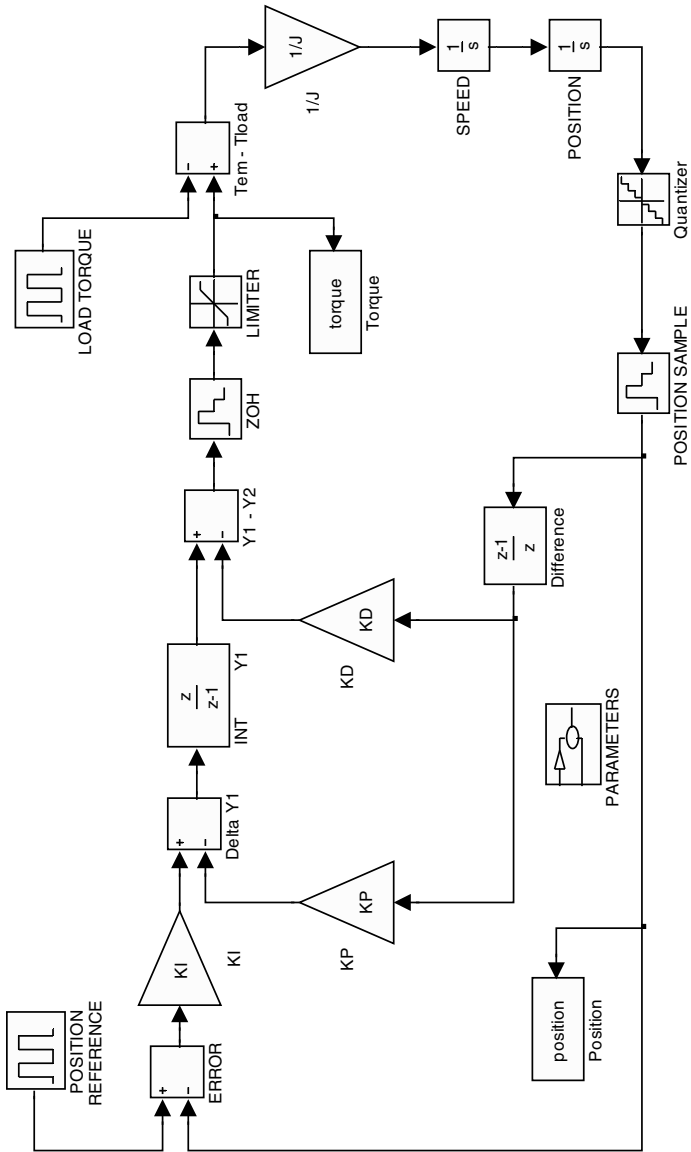 POSITION
REFERENCE
+
-
ERROR
KI
KI
+
-
Delta Y1
z
z-1
INT
Y1
+
-
Y1 - Y2
ZOH
LIMITER
LOAD TORQUE
-
+
Tem - Tload
1/J
1/J
1
s
SPEED
1
s
POSITION
torque
Torque
KP
KP
KD
KD
z-1
z
Difference
Quantizer
POSITION SAMPLE
PARAMETERS
position
Position